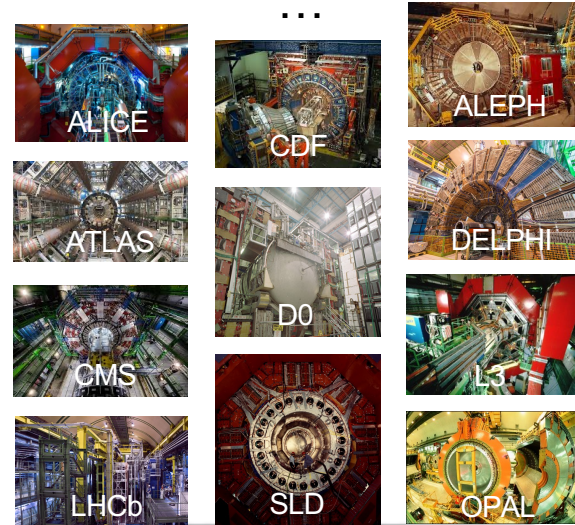 ...
ALICE
ATLAS
CMS
LHCb
CDF
D0
SLD
ALEPH
DELPHI
L3
OPAL